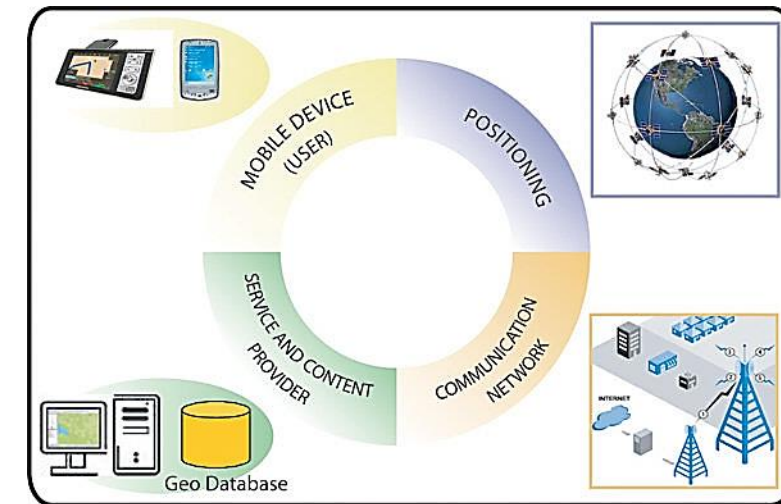 MOBILE DEVICE
(USER)
POSITIONING
SERVICE AND CONTENT
PROVIDER
COMMUNICATION
NETWORK
INTERNET
Geo Database